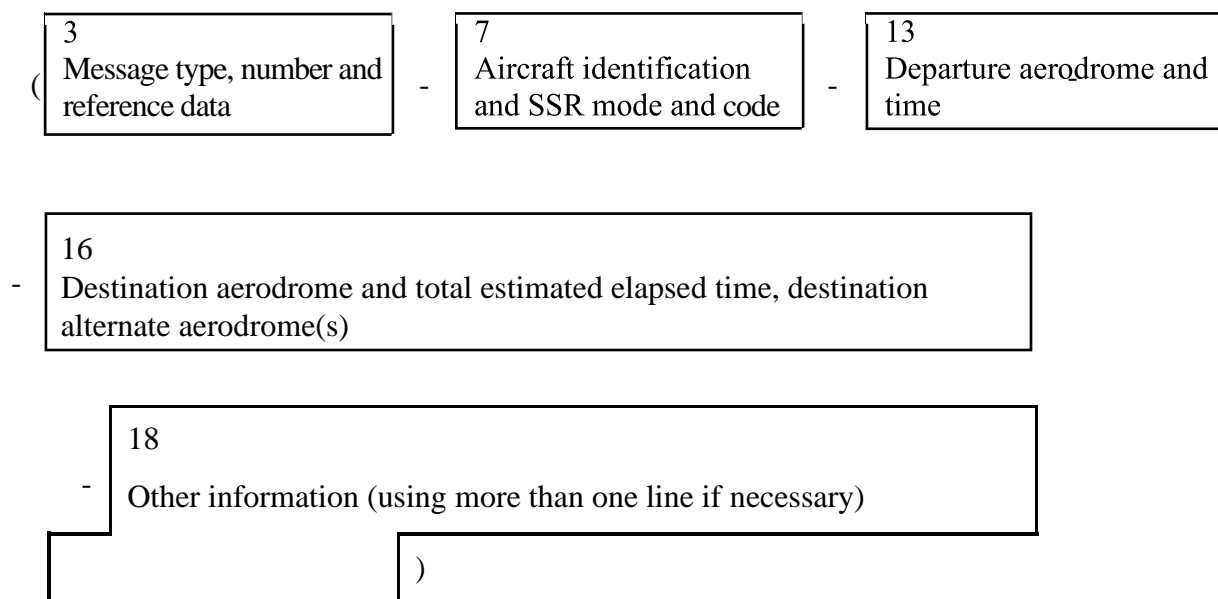 3
Message type, number and
reference data
(
-
7
Aircraft identification
and SSR mode and code
-
13
Departure aerodrome and
time
-
16
Destination aerodrome and total estimated elapsed time, destination
alternate aerodrome(s)
-
18
Other information (using more than one line if necessary)
)